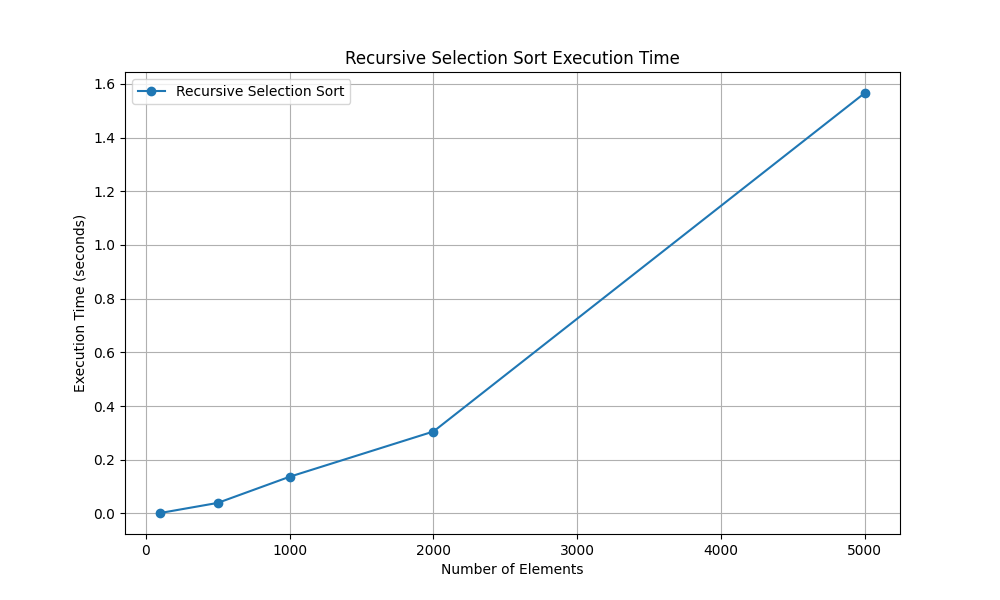 Recursive Selection Sort Execution Time
Recursive Selection Sort
Execution Time (seconds)
1.6
1.4
1.2
1.0
0.8
0.6
0.4
0.2
0.0
0 1000 2000 3000 4000 5000
Number of Elements